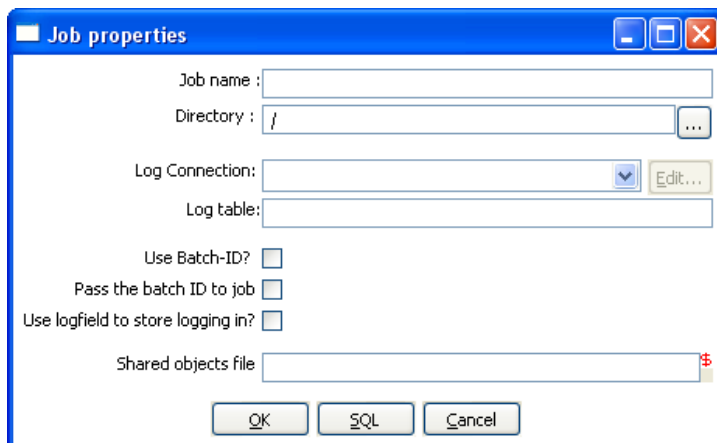 Job properties
Job name :
Directory : /
...
Log Connection:
Edit...
Log table:
Use Batch-ID?
Pass the batch ID to job
Use logfield to store logging in?
Shared objects file
$
OK SQL Cancel